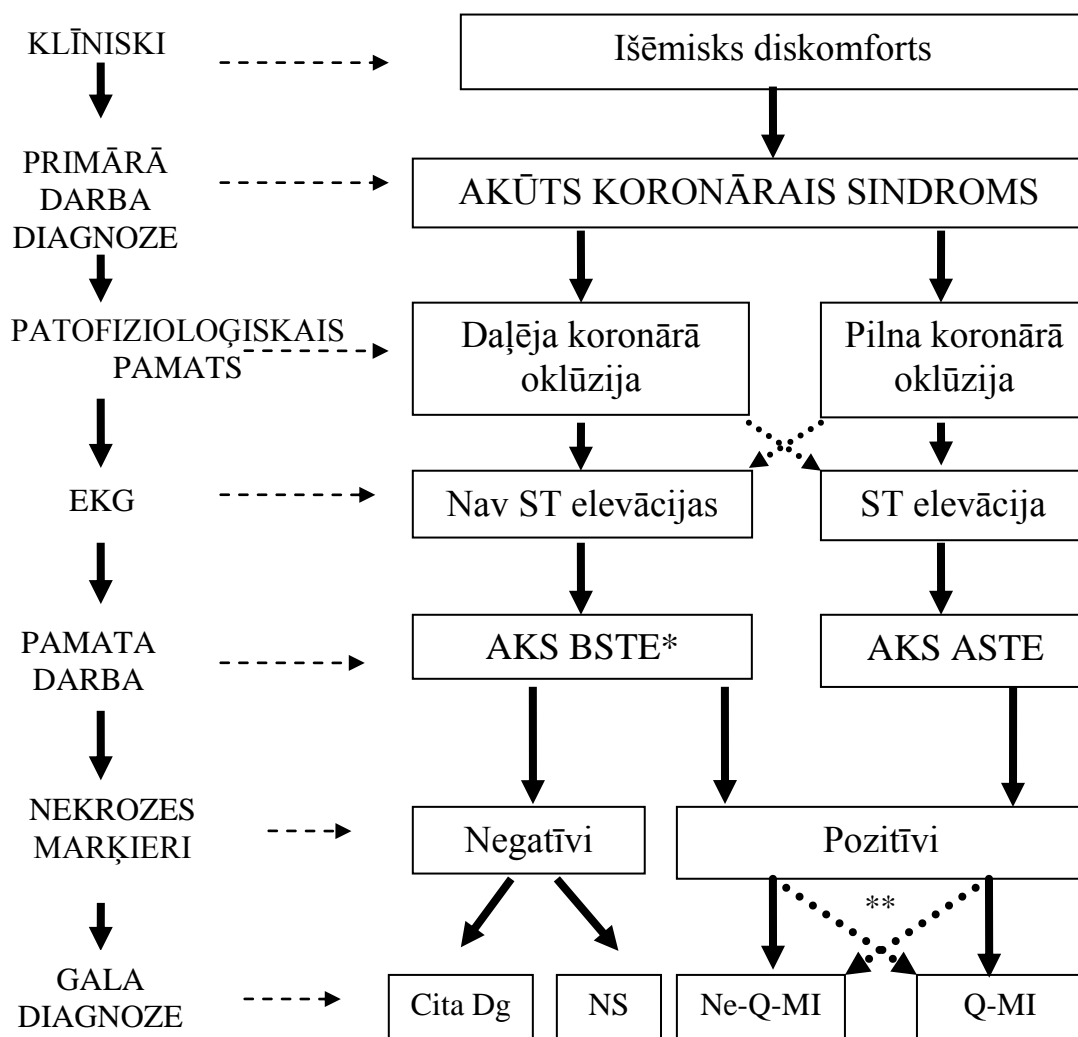 KLĪNISKI
Išēmisks diskomforts
PRIMĀRĀ
DARBA
DIAGNOZE
AKŪTS KORONĀRAIS SINDROMS
PATOFIZIOLOĢISKAIS
PAMATS
Daļēja koronārā
oklūzija
Pilna koronārā
oklūzija
EKG
Nav ST elevācijas
ST elevācija
PAMATA
DARBA
AKS BSTE*
AKS ASTE
NEKROZES
MARĶIERI
Negatīvi
Pozitīvi
**
GALA
DIAGNOZE
Cita Dg
NS
Ne-Q-MI
Q-MI